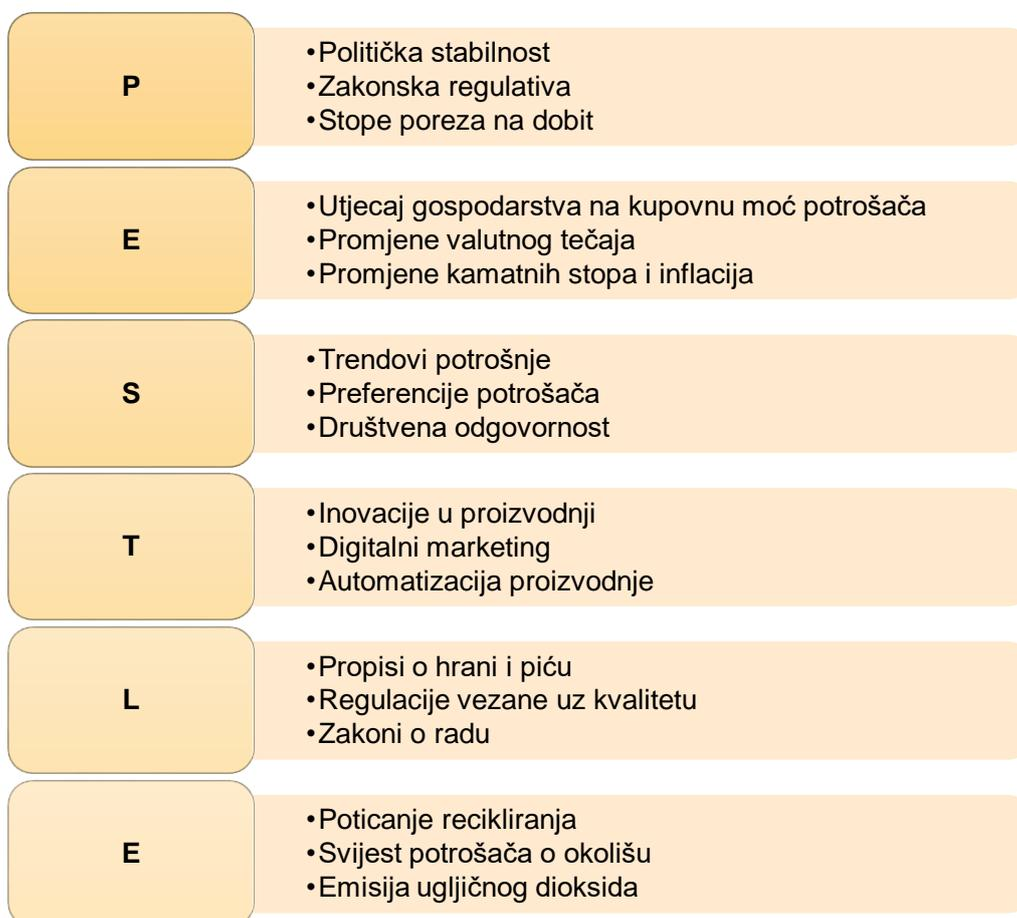 P
•Politička stabilnost
•Zakonska regulativa
•Stope poreza na dobit
E
•Utjecaj gospodarstva na kupovnu moć potrošača
•Promjene valutnog tečaja
•Promjene kamatnih stopa i inflacija
S
•Trendovi potrošnje
•Preferencije potrošača
•Društvena odgovornost
T
•Inovacije u proizvodnji
•Digitalni marketing
•Automatizacija proizvodnje
L
•Propisi o hrani i piću
•Regulacije vezane uz kvalitetu
•Zakoni o radu
E
•Poticanje recikliranja
•Svijest potrošača o okolišu
•Emisija ugljičnog dioksida